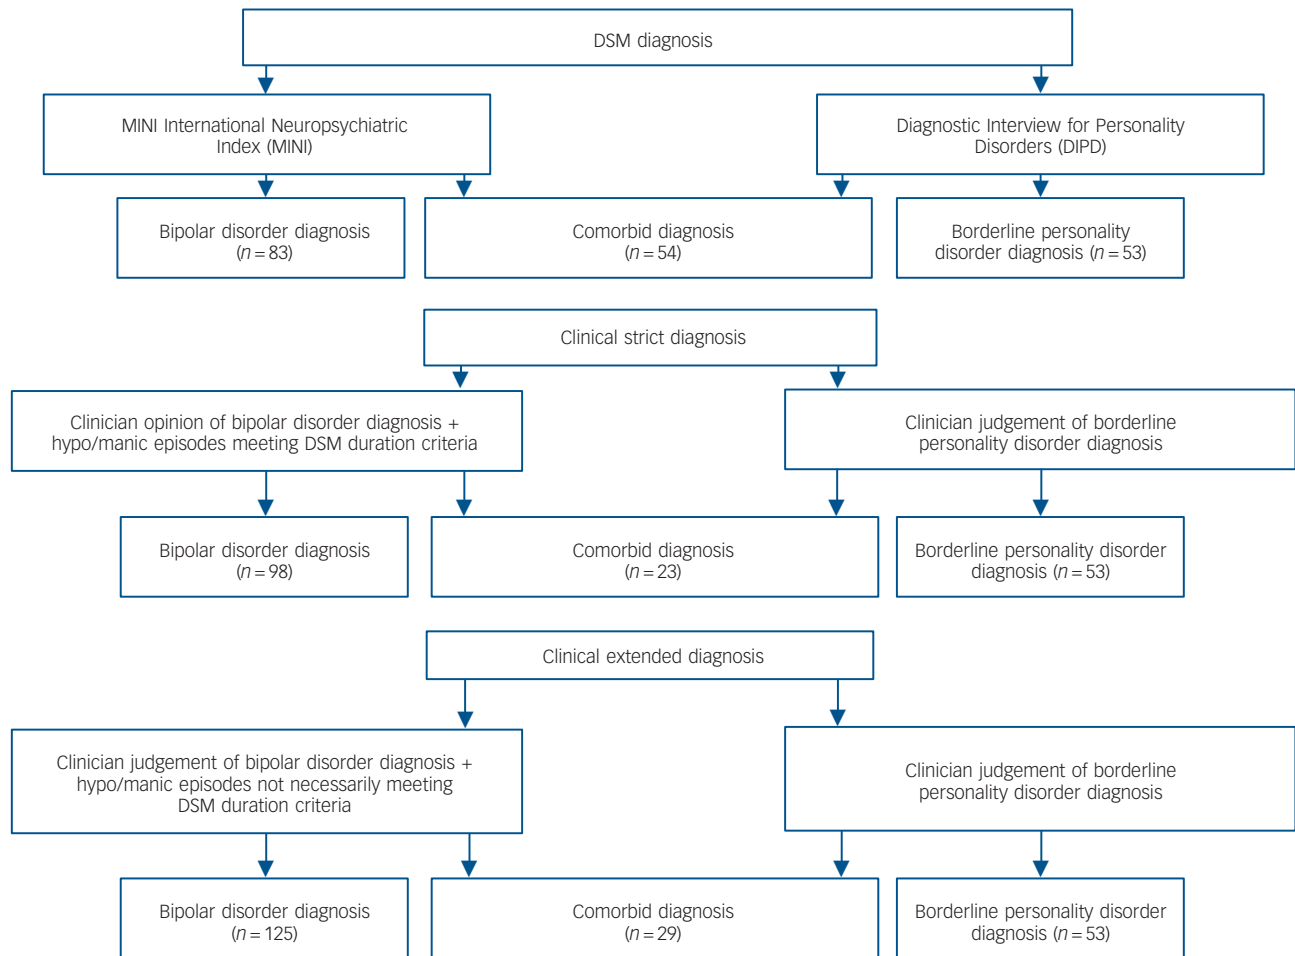 DSM diagnosis
MINI International Neuropsychiatric
Index (MINI)
Diagnostic Interview for Personality
Disorders (DIPD)
Bipolar disorder diagnosis
(n = 83)
Comorbid diagnosis
(n = 54)
Borderline personality
disorder diagnosis (n = 53)
Clinical strict diagnosis
Clinician opinion of bipolar disorder diagnosis +
hypo/manic episodes meeting DSM duration criteria
Clinician judgement of borderline
personality disorder diagnosis
Bipolar disorder diagnosis
(n = 98)
Comorbid diagnosis
(n = 23)
Borderline personality disorder
diagnosis (n = 53)
Clinical extended diagnosis
Clinician judgement of bipolar disorder diagnosis +
hypo/manic episodes not necessarily meeting
DSM duration criteria
Clinician judgement of borderline
personality disorder diagnosis
Bipolar disorder diagnosis
(n = 125)
Comorbid diagnosis
(n = 29)
Borderline personality disorder
diagnosis (n = 53)